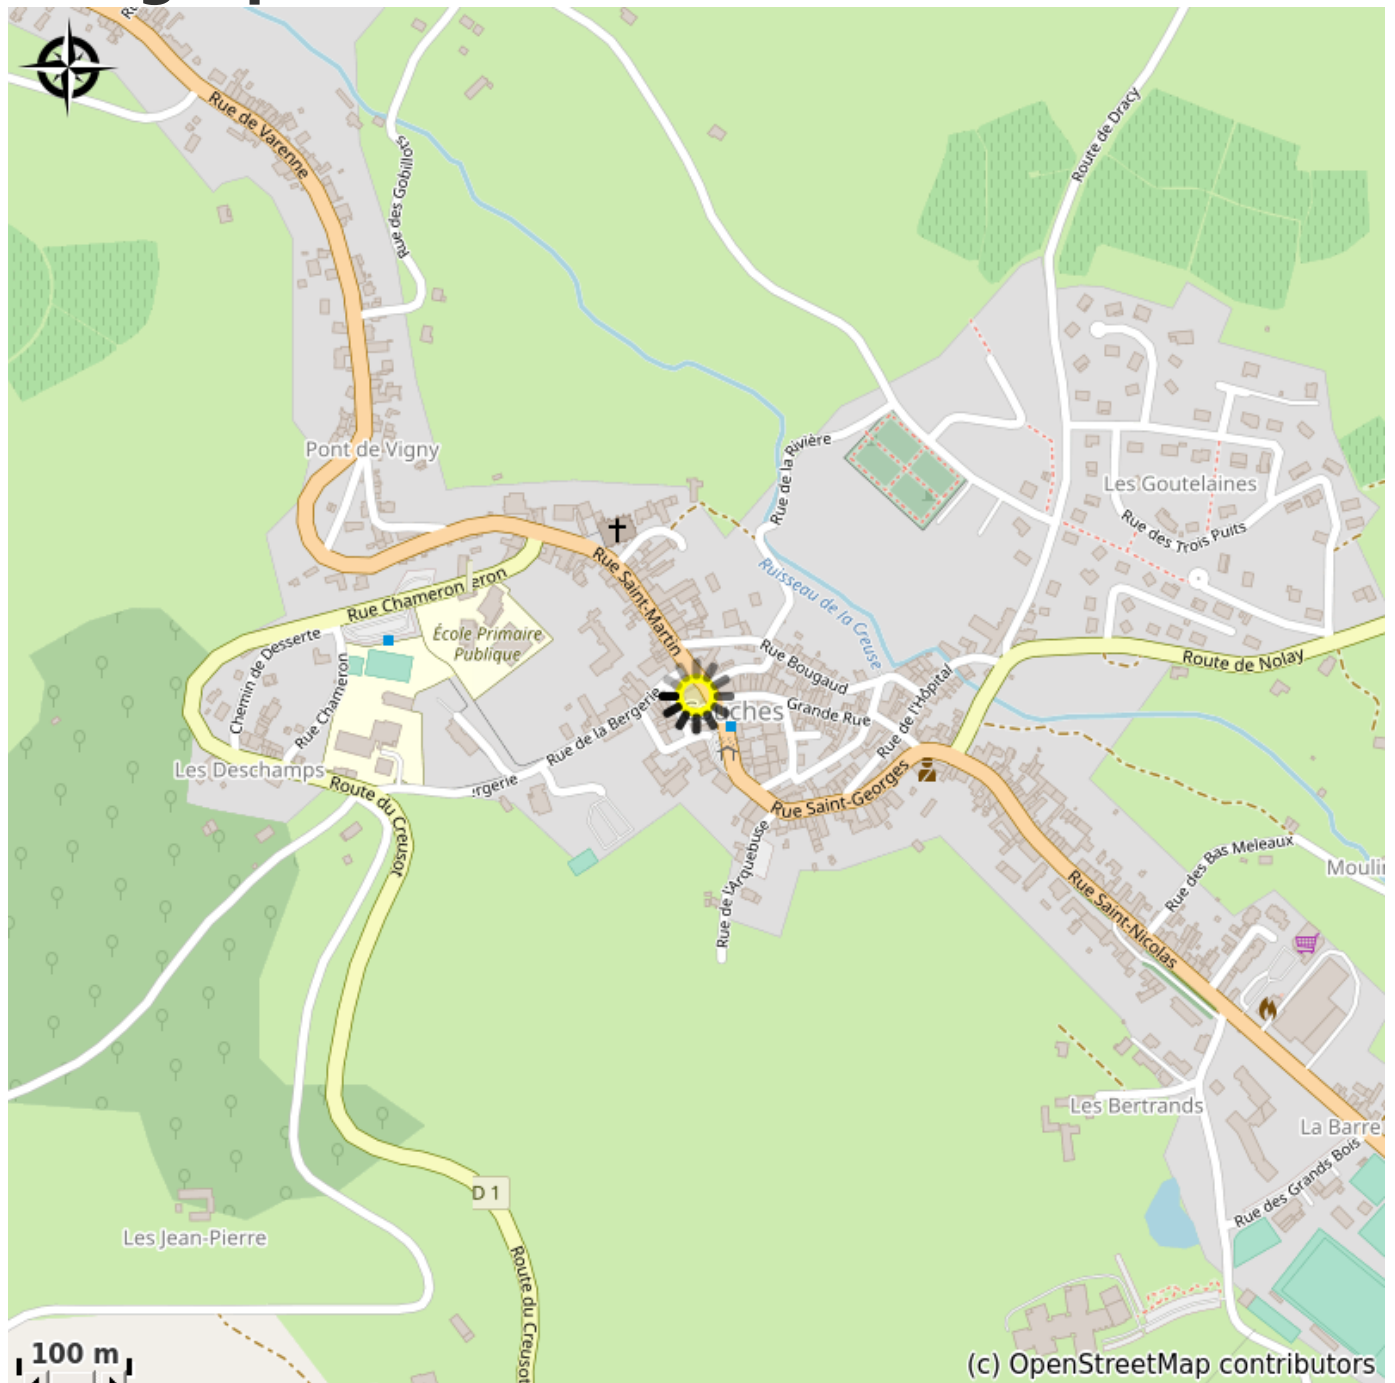 Rue de Varenne
Rue des Gobillots
Route de Dracy
Pont de Vigny
Rue de la Rivière
Les Goutelaines
Rue des Trois Puits
Rue Saint-Martin
Ruisseau de la Creuse
Rue Chameron
eron
École Primaire
Publique
Chemin de Desserte
Rue Chameron
Rue Bougaud
Route de Nolay
Rue de l'Hôpital
Rue de la Bergerie
ches
Grande Rue
Les Deschamps
Route du Creusot
rgerie
Rue Saint-Georges
Rue de l'Arquebuse
Rue des Bas Meleaux
Moulin
Rue Saint-Nicolas
Les Bertrands
La Barre
Rue des Grands Bois
D 1
Les Jean-Pierre
Route du Creusot
100 m
(c) OpenStreetMap contributors